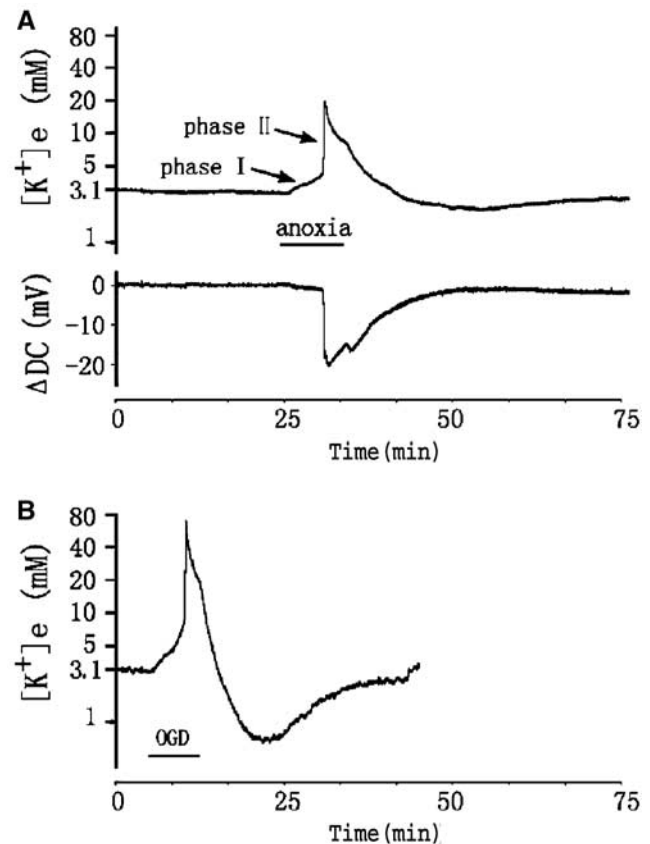 A
[K+]e (mM)
80
40
20
10
5
3.1
1
phase II
phase I
anoxia
ΔDC (mV)
0
-10
-20
0
25
50
75
Time(min)
B
[K+]e (mM)
80
40
20
10
5
3.1
1
OGD
0
25
50
75
Time(min)